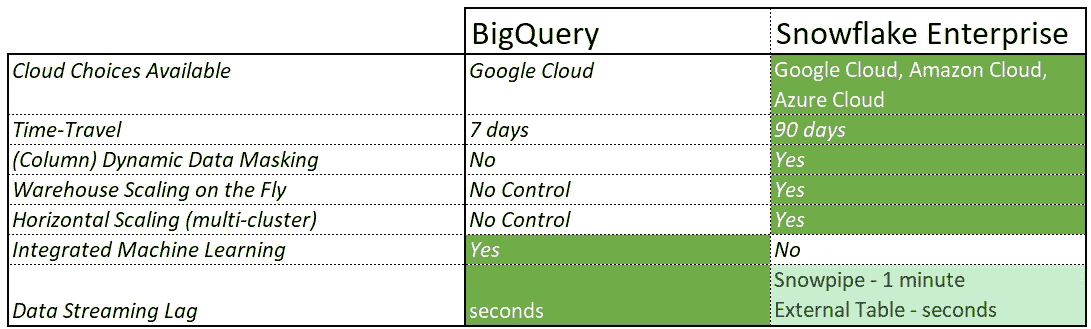 BigQuery Snowflake Enterprise
Cloud Choices Available Google Cloud Google Cloud, Amazon Cloud,
Azure Cloud
Time-Travel 7 days 90 days
(Column) Dynamic Data Masking No Yes
Warehouse Scaling on the Fly No Control Yes
Horizontal Scaling (multi-cluster) No Control Yes
Integrated Machine Learning Yes No
Snowpipe - 1 minute
Data Streaming Lag seconds External Table - seconds